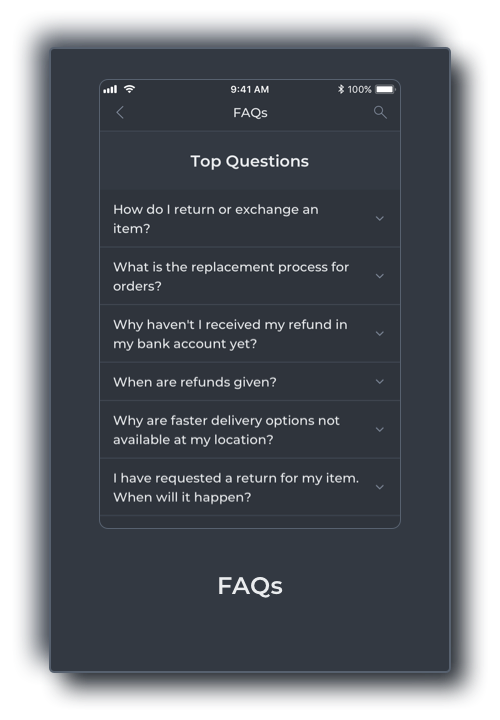 9:41 AM
100%
FAQs
Top Questions
How do I return or exchange an
item?
What is the replacement process for
orders?
Why haven't I received my refund in
my bank account yet?
When are refunds given?
Why are faster delivery options not
available at my location?
I have requested a return for my item.
When will it happen?
FAQs